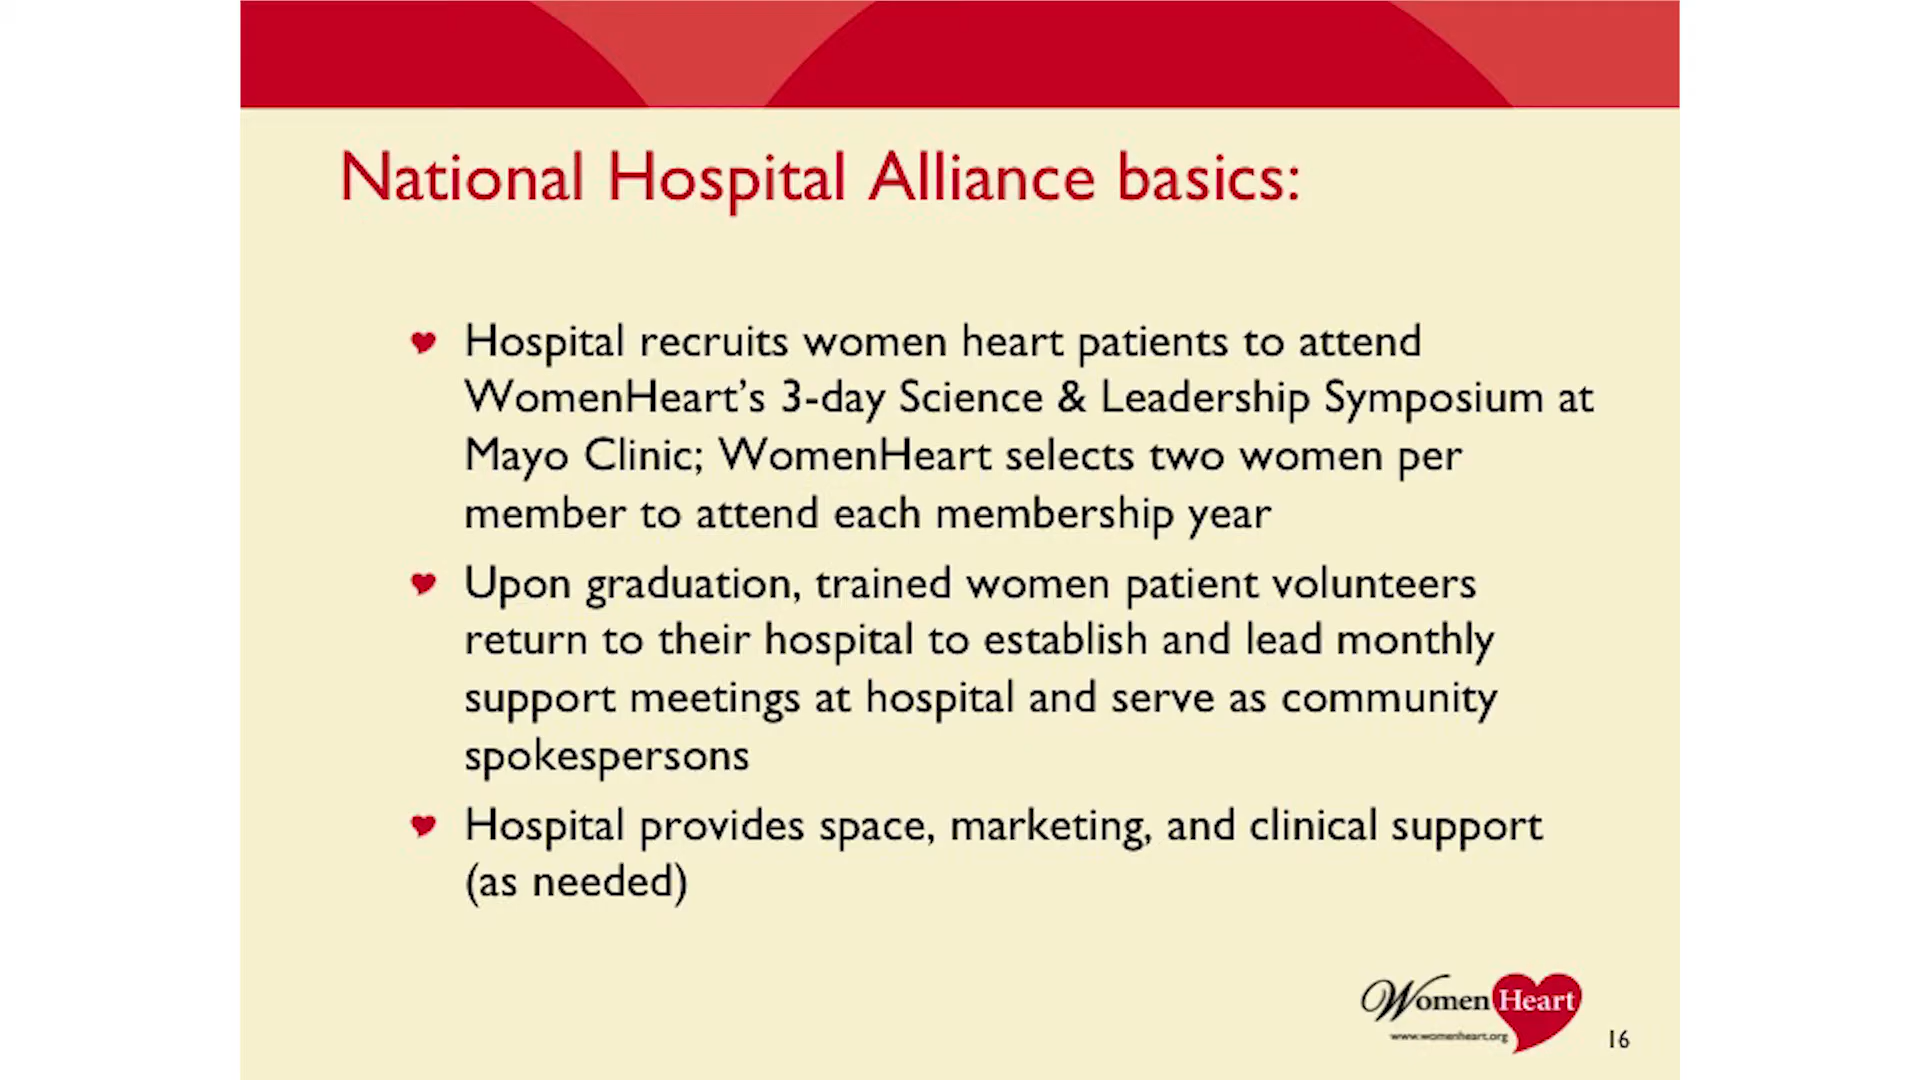 National Hospital Alliance basics:
Hospital recruits women heart patients to attend
WomenHeart’s 3-day Science & Leadership Symposium at
Mayo Clinic; WomenHeart selects two women per
member to attend each membership year
Upon graduation, trained women patient volunteers
return to their hospital to establish and lead monthly
support meetings at hospital and serve as community
spokespersons
Hospital provides space, marketing, and clinical support
(as needed)
Women Heart
www.womenheart.org
16